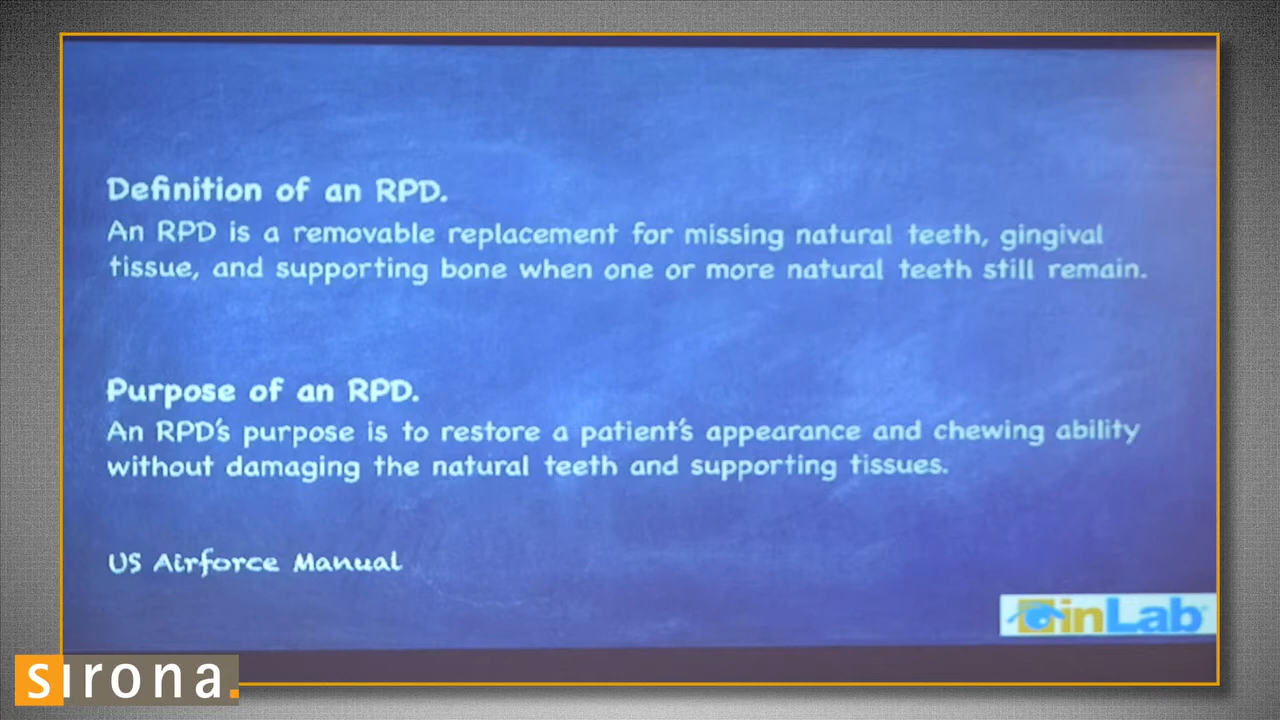 Definition of an RPD.
An RPD is a removable replacement for missing natural teeth, gingival
tissue, and supporting bone when one or more natural teeth still remain.
Purpose of an RPD.
An RPD's purpose is to restore a patient's appearance and chewing ability
without damaging the natural teeth and supporting tissues.
US Airforce Manual
inLab
sirona.